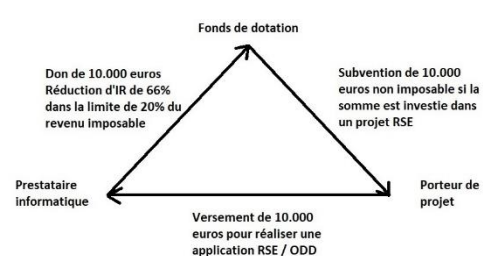 Fonds de dotation
Don de 10.000 euros
Réduction d'IR de 66%
dans la limite de 20% du
revenu imposable
Subvention de 10.000
euros non imposable si la
somme est investie dans
un projet RSE
Prestataire
informatique
Porteur de
projet
Versement de 10.000
euros pour réaliser une
application RSE / ODD